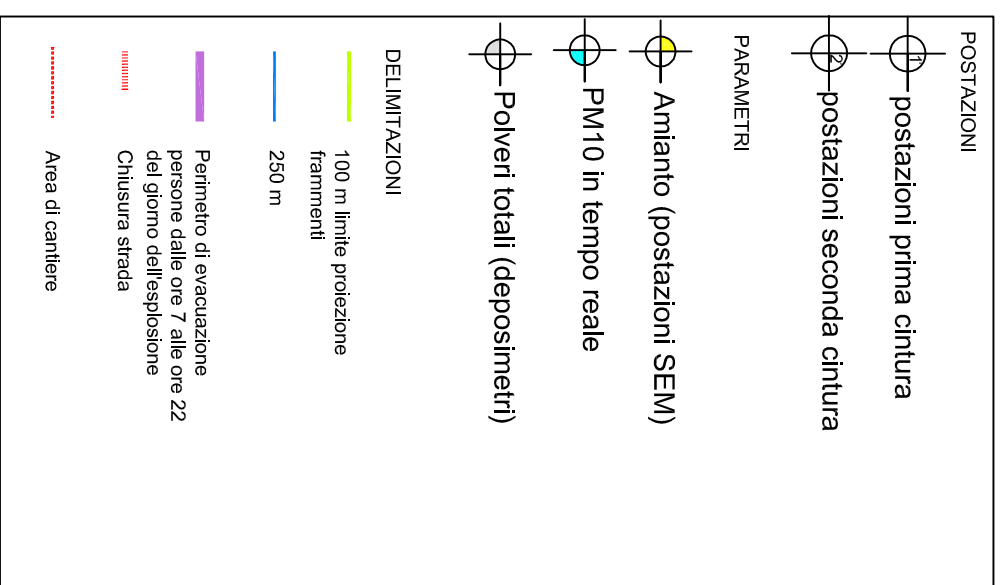 POSTAZIONI
1
postazioni prima cintura
2
postazioni seconda cintura
PARAMETRI
Amianto (postazioni SEM)
PM10 in tempo reale
Polveri totali (deposimetri)
DELIMITAZIONI
100 m limite proiezione
frammenti
250 m
Perimetro di evacuazione
persone dalle ore 7 alle ore 22
del giorno dell'esplosione
Chiusura strada
Area di cantiere